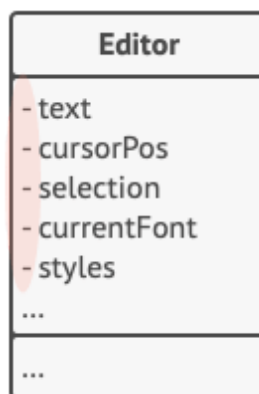 Editor
- text
- cursorPos
- selection
- currentFont
- styles
...
...